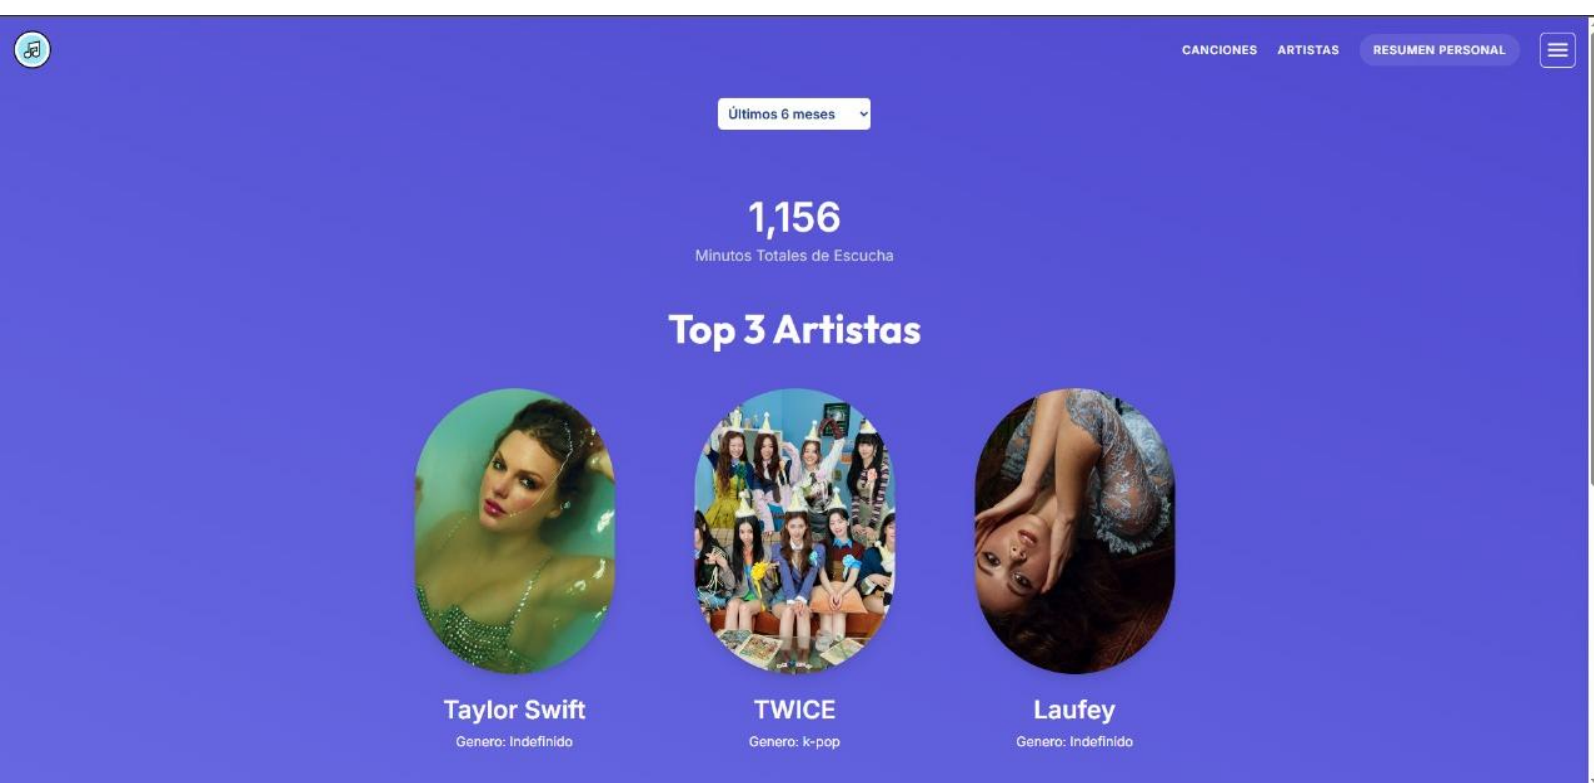 CANCIONES ARTISTAS RESUMEN PERSONAL
Últimos 6 meses
1,156
Minutos Totales de Escucha
Top 3 Artistas
Taylor Swift TWICE Laufey
Genero: Indefinido Genero: k-pop Genero: Indefinido